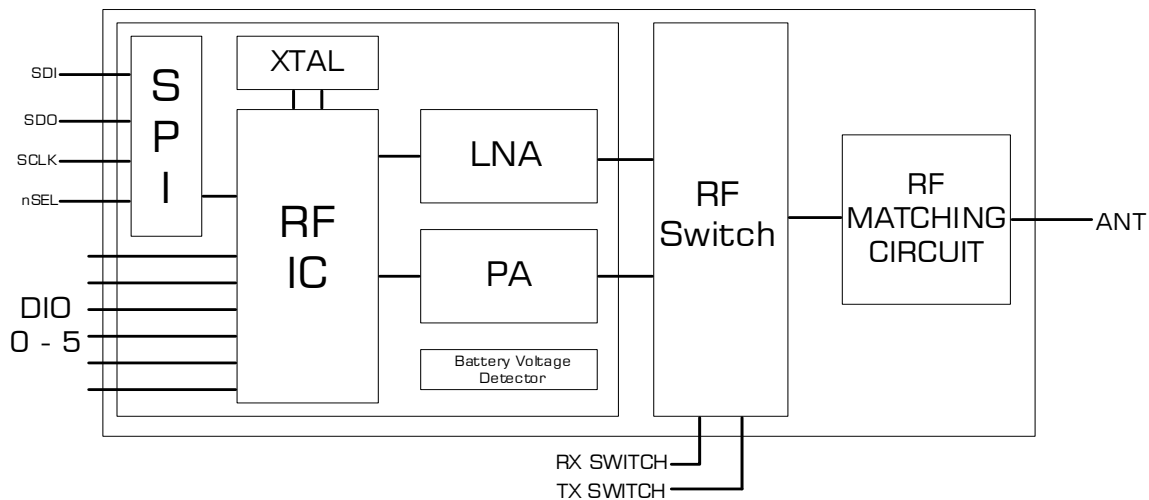 SDI
SDO
SCLK
nSEL
DIO
0 - 5
S
P
I
XTAL
RF
IC
LNA
PA
Battery Voltage
Detector
RF
Switch
RF
MATCHING
CIRCUIT
ANT
RX SWITCH
TX SWITCH